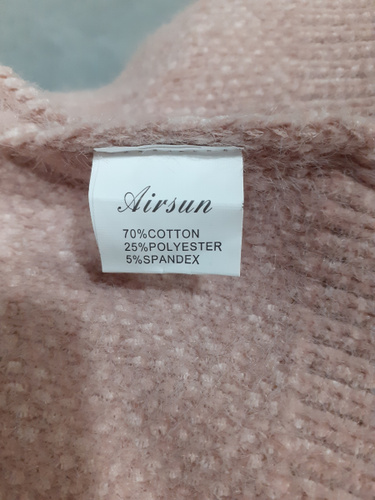 Airsun
70%COTTON
25%POLYESTER
5%SPANDEX